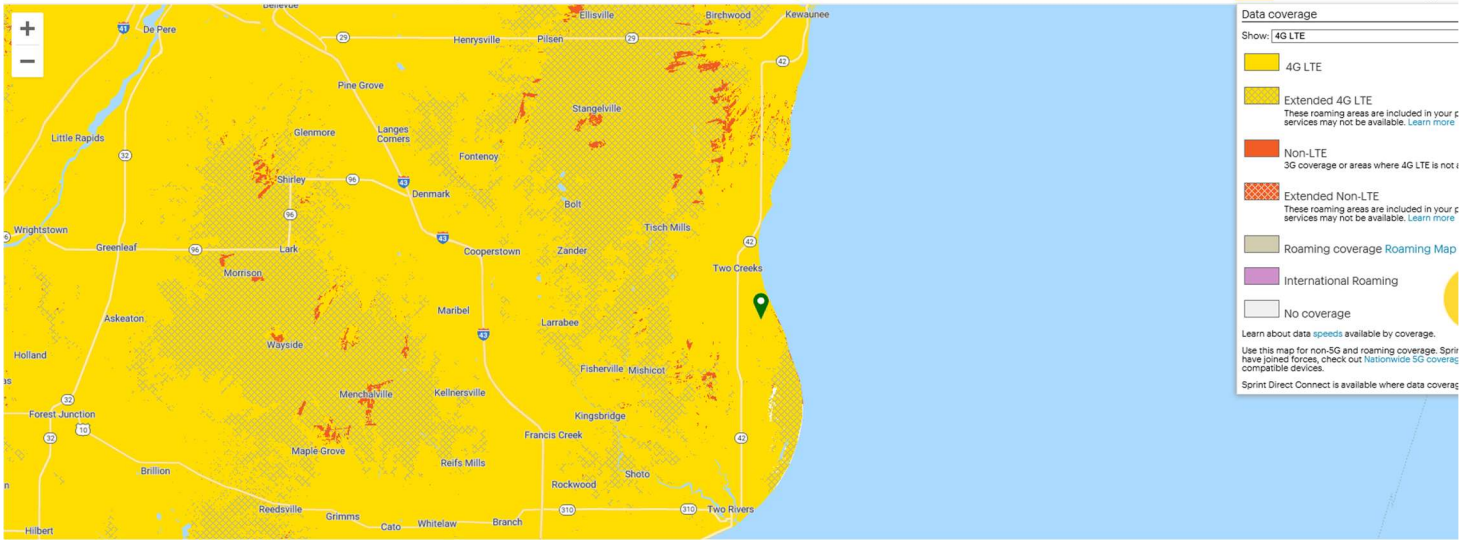 Bellevue
Ellisville
Birchwood
Kewaunee
41
De Pere
29
Henrysville
Pilsen
29
42
Pine Grove
Stangelville
Little Rapids
Glenmore
Langes
Corners
32
Fontenoy
Shirley
96
43
Denmark
Bolt
96
Wrightstown
Tisch Mills
Greenleaf
96
Lark
43
Cooperstown
Zander
42
Morrison
Two Creeks
Askeaton
Maribel
Larrabee
Wayside
43
Holland
Fisherville
Mishicot
Menchalville
Kellnersville
32
Forest Junction
10
Kingsbridge
32
Francis Creek
42
Maple Grove
Reifs Mills
Brillion
Shoto
Rockwood
Reedsville
Grimms
310
310
Two Rivers
Cato
Whitelaw
Branch
Hilbert
Data coverage
Show: 4G LTE
4G LTE
Extended 4G LTE
These roaming areas are included in your p
services may not be available. Learn more
Non-LTE
3G coverage or areas where 4G LTE is not a
Extended Non-LTE
These roaming areas are included in your p
services may not be available. Learn more
Roaming coverage Roaming Map
International Roaming
No coverage
Learn about data speeds available by coverage.
Use this map for non-5G and roaming coverage. Sprin
have joined forces, check out Nationwide 5G coverag
compatible devices.
Sprint Direct Connect is available where data coverag